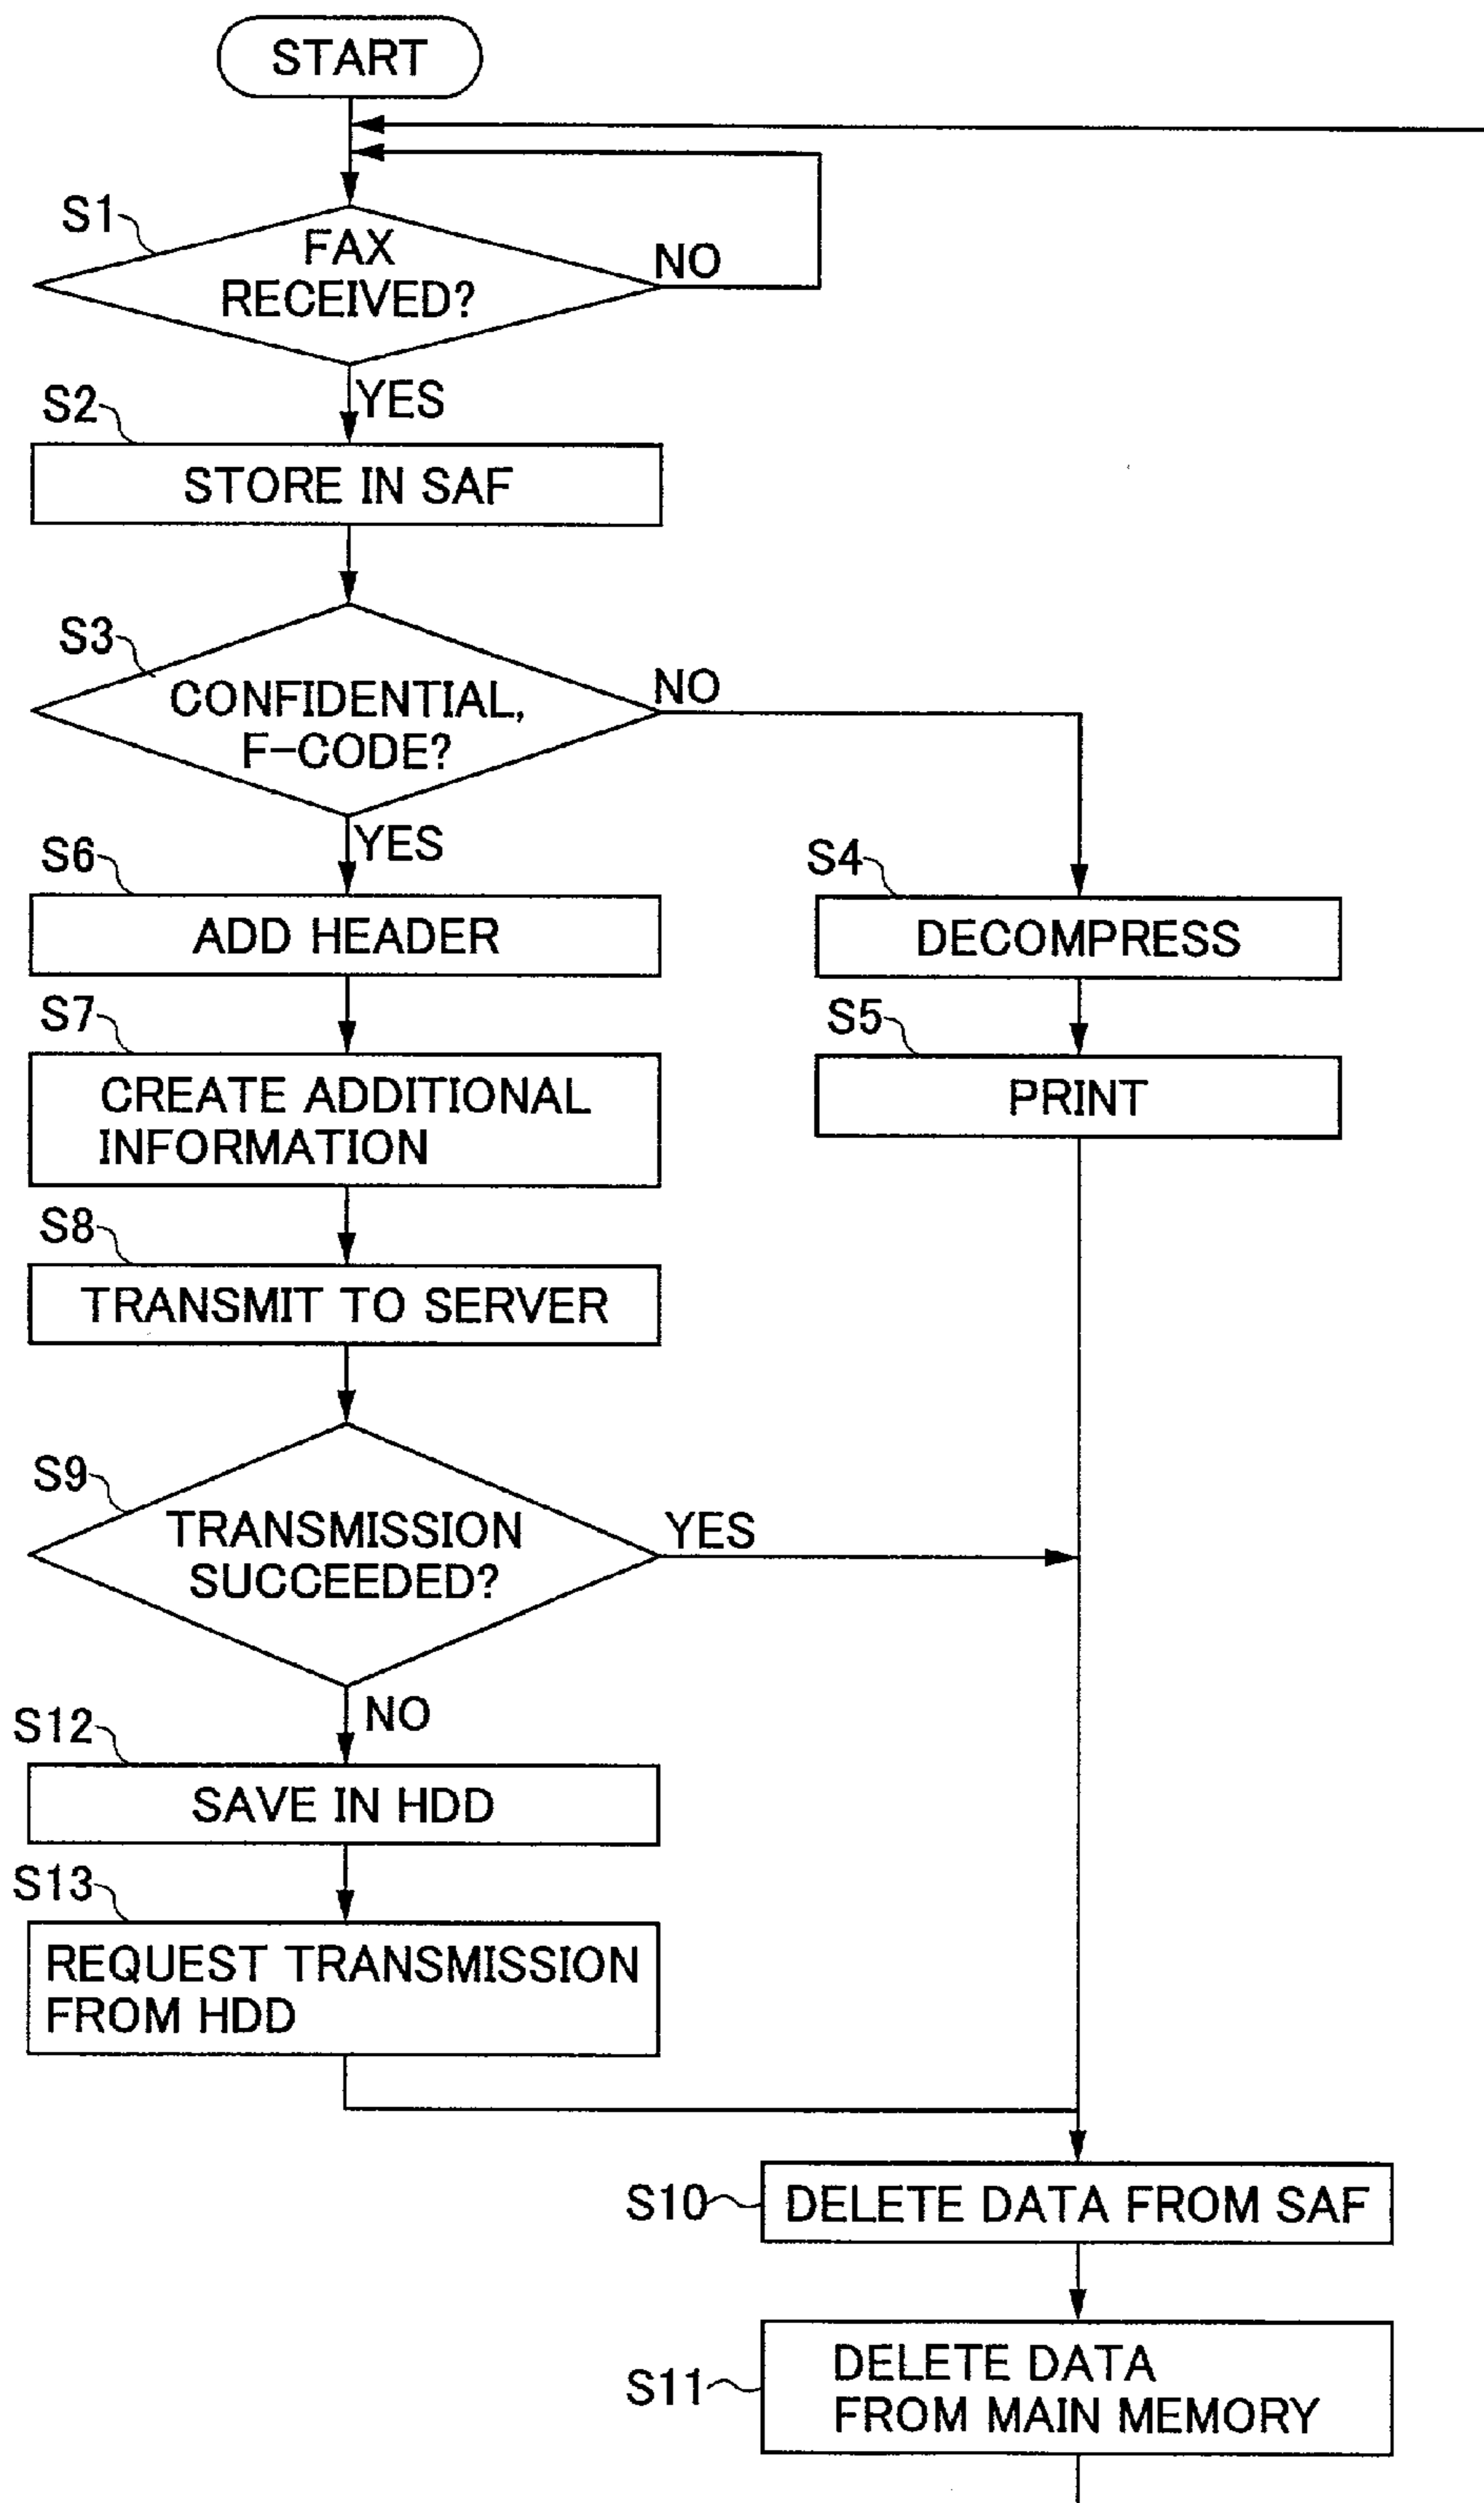 START
S1
FAX
RECEIVED?
NO
YES
S2
STORE IN SAF
S3
CONFIDENTIAL,
F-CODE?
NO
YES
S6
ADD HEADER
S4
DECOMPRESS
S7
CREATE ADDITIONAL
INFORMATION
S5
PRINT
S8
TRANSMIT TO SERVER
S9
TRANSMISSION
SUCCEEDED?
YES
NO
S12
SAVE IN HDD
S13
REQUEST TRANSMISSION
FROM HDD
S10
DELETE DATA FROM SAF
S11
DELETE DATA
FROM MAIN MEMORY